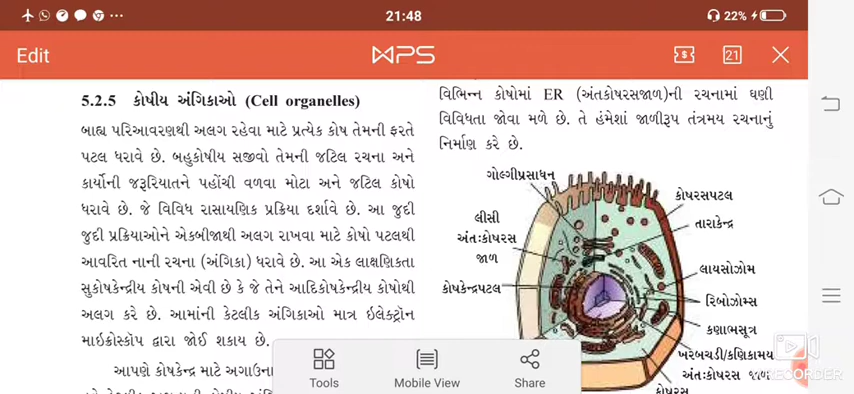 21:48
22%
Edit
WPS
21
5.2.5 કોષીય અંગિકાઓ (Cell organelles)
બાહ્ય પરિઆવરણથી અલગ રહેવા માટે પ્રત્યેક કોષ તેમની ફરતે
પટલ ધરાવે છે. બહુકોષીય સજીવો તેમની જટિલ રચના અને
કાર્યોની જરૂરિયાતને પહોંચી વળવા મોટા અને જટિલ કોષો
ધરાવે છે. જે વિવિધ રાસાયણિક પ્રક્રિયા દર્શાવે છે. આ જુદી
જુદી પ્રક્રિયાઓને એકબીજાથી અલગ રાખવા માટે કોષો પટલથી
આવરિત નાની રચના (અંગિકા) ધરાવે છે. આ એક લાક્ષણિકતા
સુકોષકેન્દ્રીય કોષની એવી છે કે જે તેને આદિકોષકેન્દ્રીય કોષોથી
અલગ કરે છે. આમાંની કેટલીક અંગિકાઓ માત્ર ઇલેક્ટ્રૉન
માઇક્રોસ્કૉપ દ્વારા જોઈ શકાય છે.
આપણે કોષકેન્દ્ર માટે અગાઉના
વિભિન્ન કોષોમાં ER (અંતકોષરસજાળ)ની રચનામાં ઘણી
વિવિધતા જોવા મળે છે. તે હંમેશાં જાળીરૂપ તંત્રમય રચનાનું
નિર્માણ કરે છે.
ગોલ્ગીપ્રસાધન
કોષરસપટલ
લીસી
અંતઃકોષરસ
જાળ
તારાકેન્દ્ર
લાયસોઝોમ
કોષકેન્દ્રપટલ
રિબોઝોમ્સ
કણાભસૂત્ર
ખરબચડી/કણિકામય
અંતઃકોષરસ જાળ
કોષરસ
Tools
Mobile View
Share
RECORDER